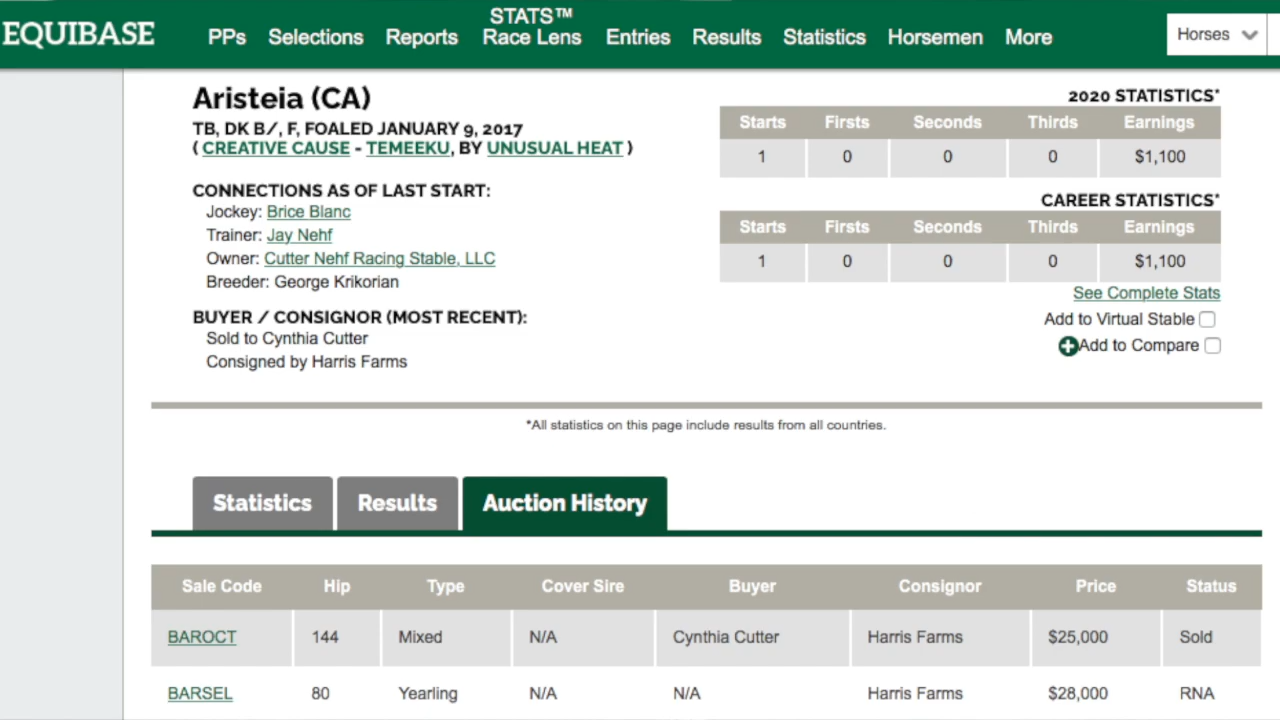 EQUIBASE PPs Selections Reports STATS™ Race Lens Entries Results Statistics Horsemen More Horses
Aristeia (CA)
TB, DK B/, F, FOALED JANUARY 9, 2017
( CREATIVE CAUSE - TEMEEKU, BY UNUSUAL HEAT )
CONNECTIONS AS OF LAST START:
Jockey: Brice Blanc
Trainer: Jay Nehf
Owner: Cutter Nehf Racing Stable, LLC
Breeder: George Krikorian
BUYER / CONSIGNOR (MOST RECENT):
Sold to Cynthia Cutter
Consigned by Harris Farms
2020 STATISTICS*
Starts Firsts Seconds Thirds Earnings
1 0 0 0 $1,100
CAREER STATISTICS*
Starts Firsts Seconds Thirds Earnings
1 0 0 0 $1,100
See Complete Stats
Add to Virtual Stable
Add to Compare
*All statistics on this page include results from all countries.
Statistics Results Auction History
Sale Code Hip Type Cover Sire Buyer Consignor Price Status
BAROCT 144 Mixed N/A Cynthia Cutter Harris Farms $25,000 Sold
BARSEL 80 Yearling N/A N/A Harris Farms $28,000 RNA